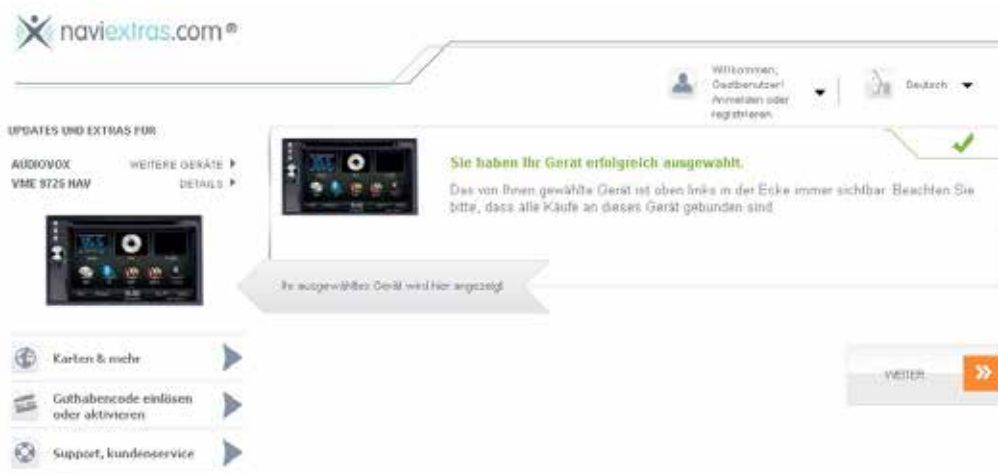 naviextras.com®
Willkommen,
Gastbenutzer!
Anmelden oder
registrieren
Deutsch
UPDATES UND EXTRAS FÜR
AUDIOVOX WEITERE GERÄTE
VME 9725 NAV DETAILS
Sie haben Ihr Gerät erfolgreich ausgewählt.
Das von Ihnen gewählte Gerät ist oben links in der Ecke immer sichtbar. Beachten Sie
bitte, dass alle Käufe an dieses Gerät gebunden sind
Ihr ausgewähltes Gerät wird hier angezeigt
Karten & mehr
WEITER
Guthabencode einlösen
oder aktivieren
Support, kundenservice